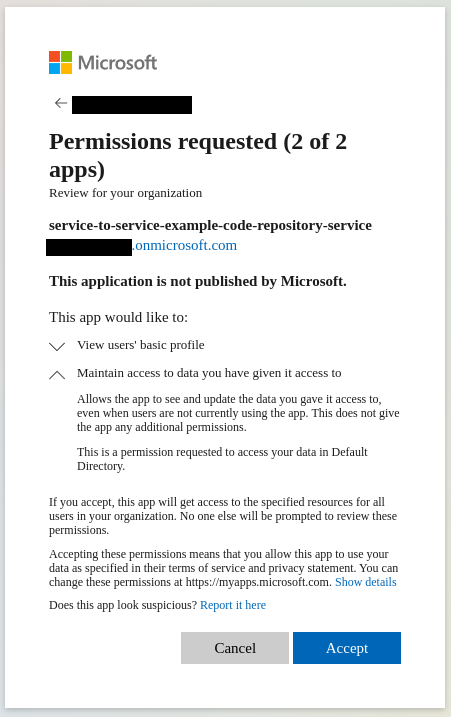 Microsoft
Permissions requested (2 of 2
apps)
Review for your organization
service-to-service-example-code-repository-service
.onmicrosoft.com
This application is not published by Microsoft.
This app would like to:
View users' basic profile
Maintain access to data you have given it access to
Allows the app to see and update the data you gave it access to,
even when users are not currently using the app. This does not give
the app any additional permissions.
This is a permission requested to access your data in Default
Directory.
If you accept, this app will get access to the specified resources for all
users in your organization. No one else will be prompted to review these
permissions.
Accepting these permissions means that you allow this app to use your
data as specified in their terms of service and privacy statement. You can
change these permissions at https://myapps.microsoft.com. Show details
Does this app look suspicious? Report it here
Cancel Accept